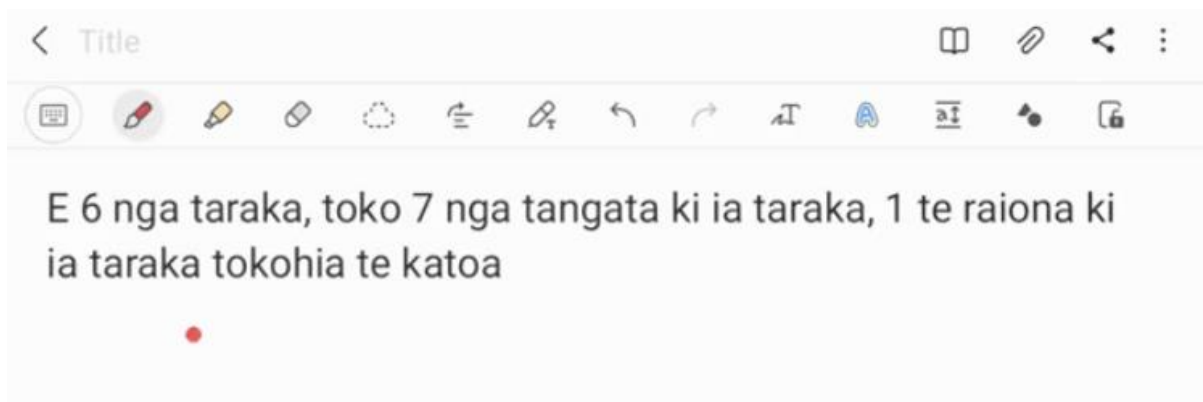 Title
E 6 nga taraka, toko 7 nga tangata ki ia taraka, 1 te raiona ki
ia taraka tokohia te katoa